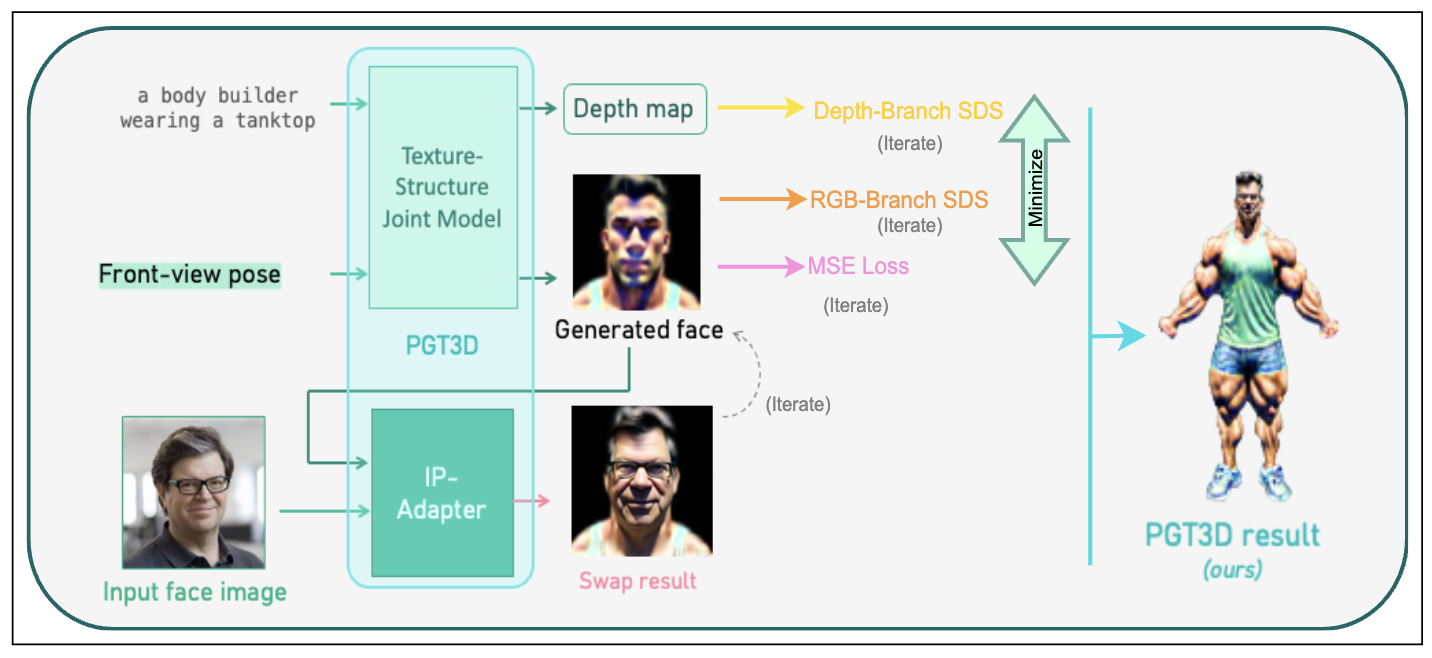 a body builder
wearing a tanktop
Texture-
Structure
Joint Model
Depth map
Depth-Branch SDS
(Iterate)
RGB-Branch SDS
(Iterate)
MSE Loss
(Iterate)
Minimize
Front-view pose
Generated face
PGT3D
(Iterate)
IP-
Adapter
Input face image
Swap result
PGT3D result
(ours)